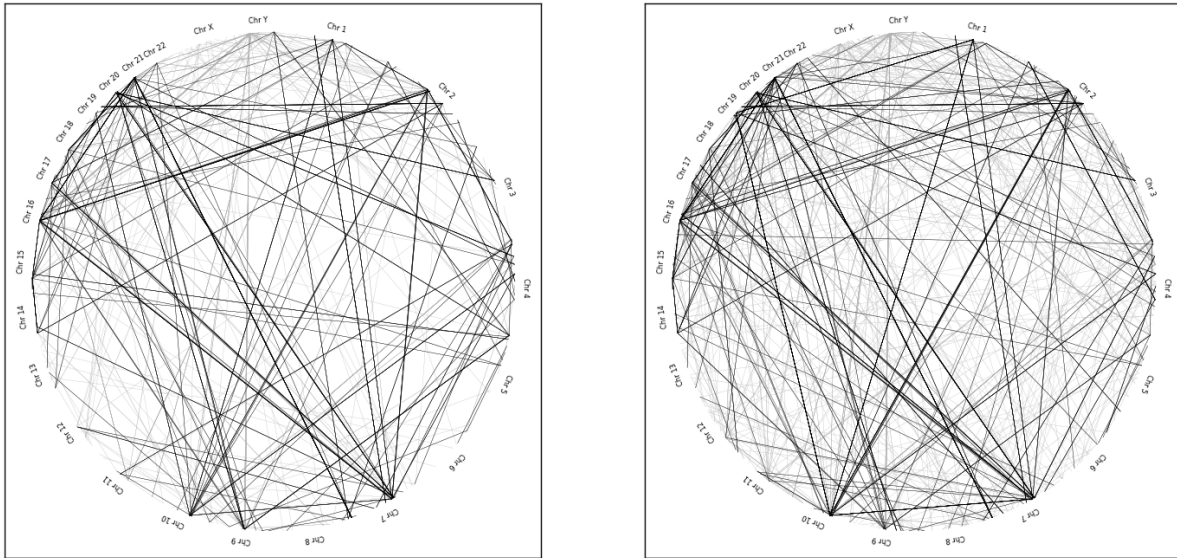 Chr 1
Chr 2
Chr 3
Chr 4
Chr 5
Chr 6
Chr 7
Chr 8
Chr 9
Chr 10
Chr 11
Chr 12
Chr 13
Chr 14
Chr 15
Chr 16
Chr 17
Chr 18
Chr 19
Chr 20
Chr 21
Chr 22
Chr X
Chr Y
Chr 1
Chr 2
Chr 3
Chr 4
Chr 5
Chr 6
Chr 7
Chr 8
Chr 9
Chr 10
Chr 11
Chr 12
Chr 13
Chr 14
Chr 15
Chr 16
Chr 17
Chr 18
Chr 19
Chr 20
Chr 21
Chr 22
Chr X
Chr Y